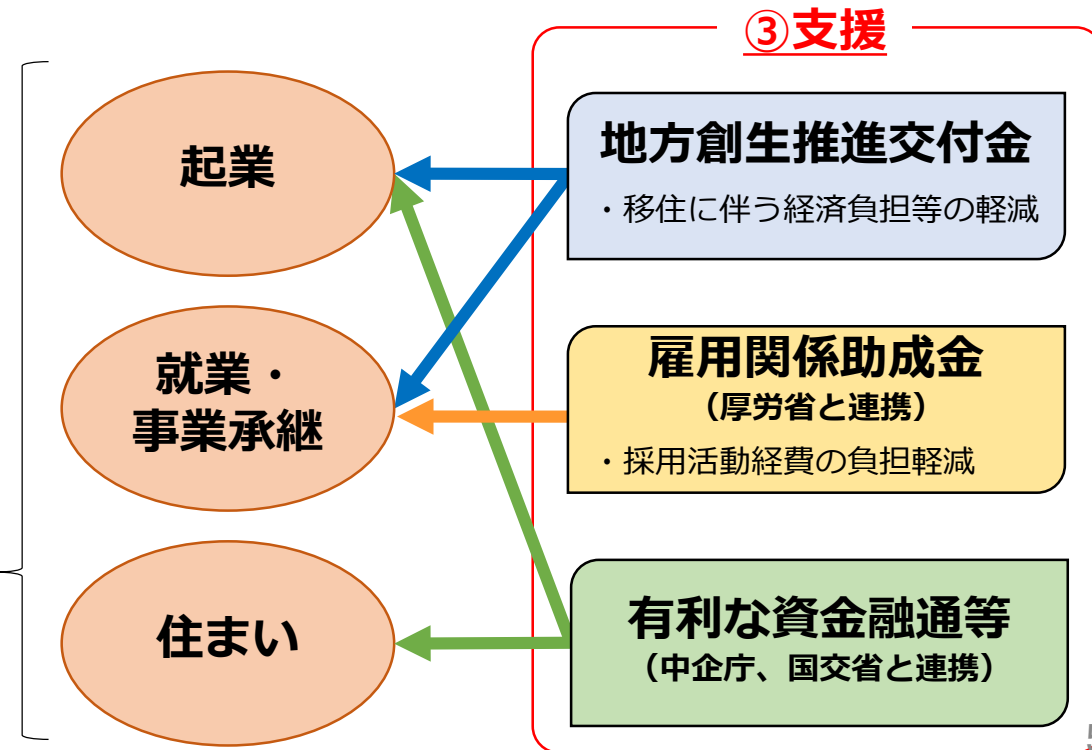 ③支援
起業
地方創生推進交付金
・移住に伴う経済負担等の軽減
就業・
事業承継
雇用関係助成金
（厚労省と連携）
・採用活動経費の負担軽減
住まい
有利な資金融通等
（中企庁、国交省と連携）